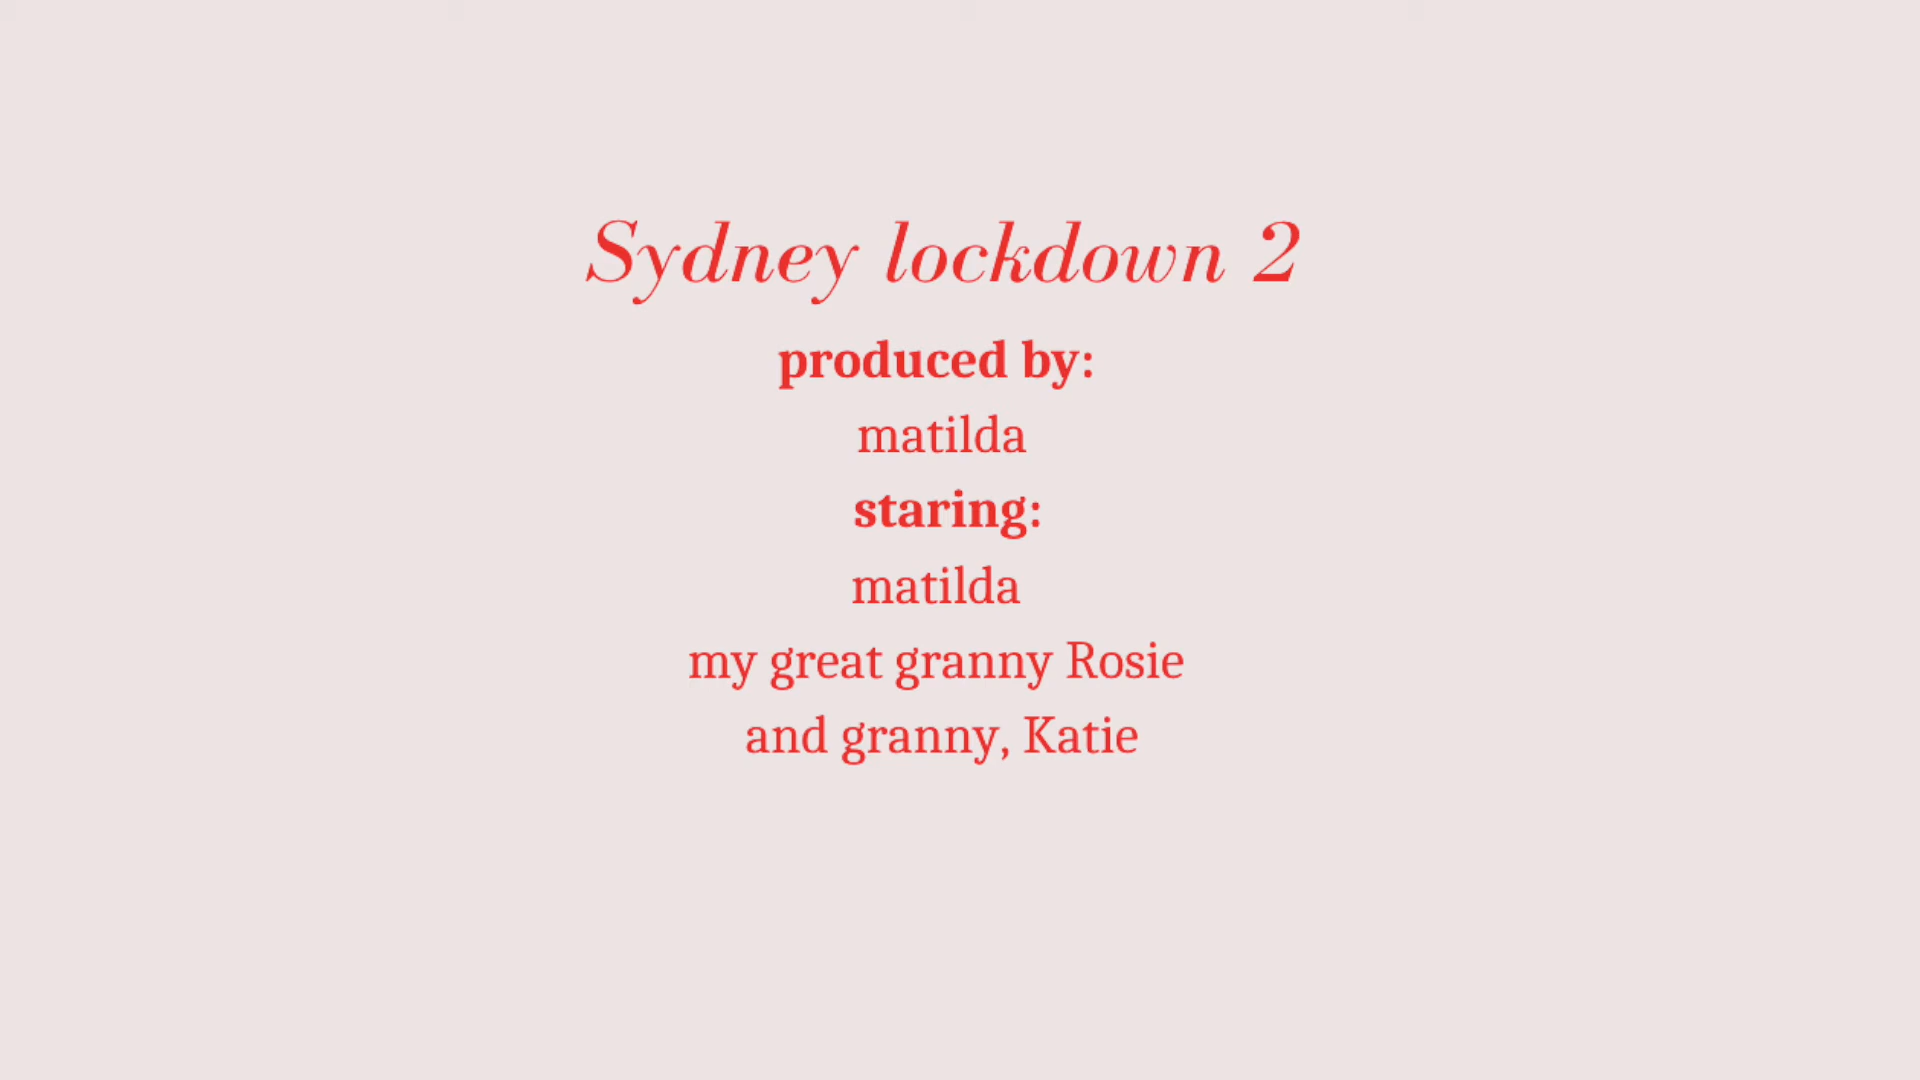 Sydney lockdown 2
produced by:
matilda
staring:
matilda
my great granny Rosie
and granny, Katie